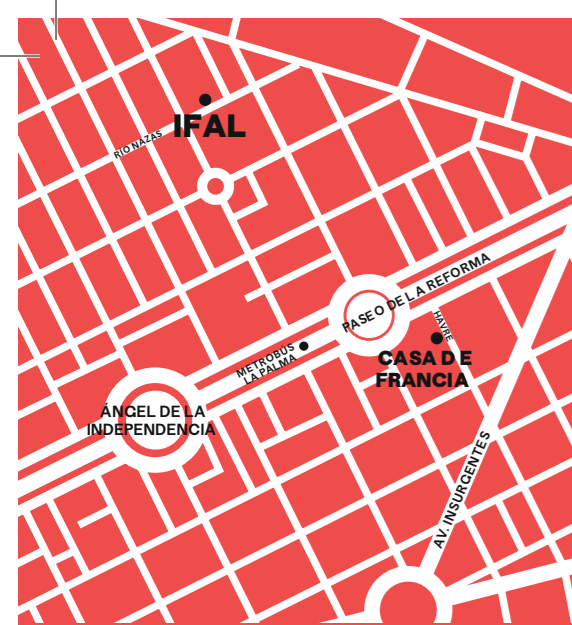 IFAL
RIO NAZAS
PASEO DE LA REFORMA
HAVRE
METROBÚS
LA PALMA
CASA DE
FRANCIA
ÁNGEL DE LA
INDEPENDENCIA
AV. INSURGENTES